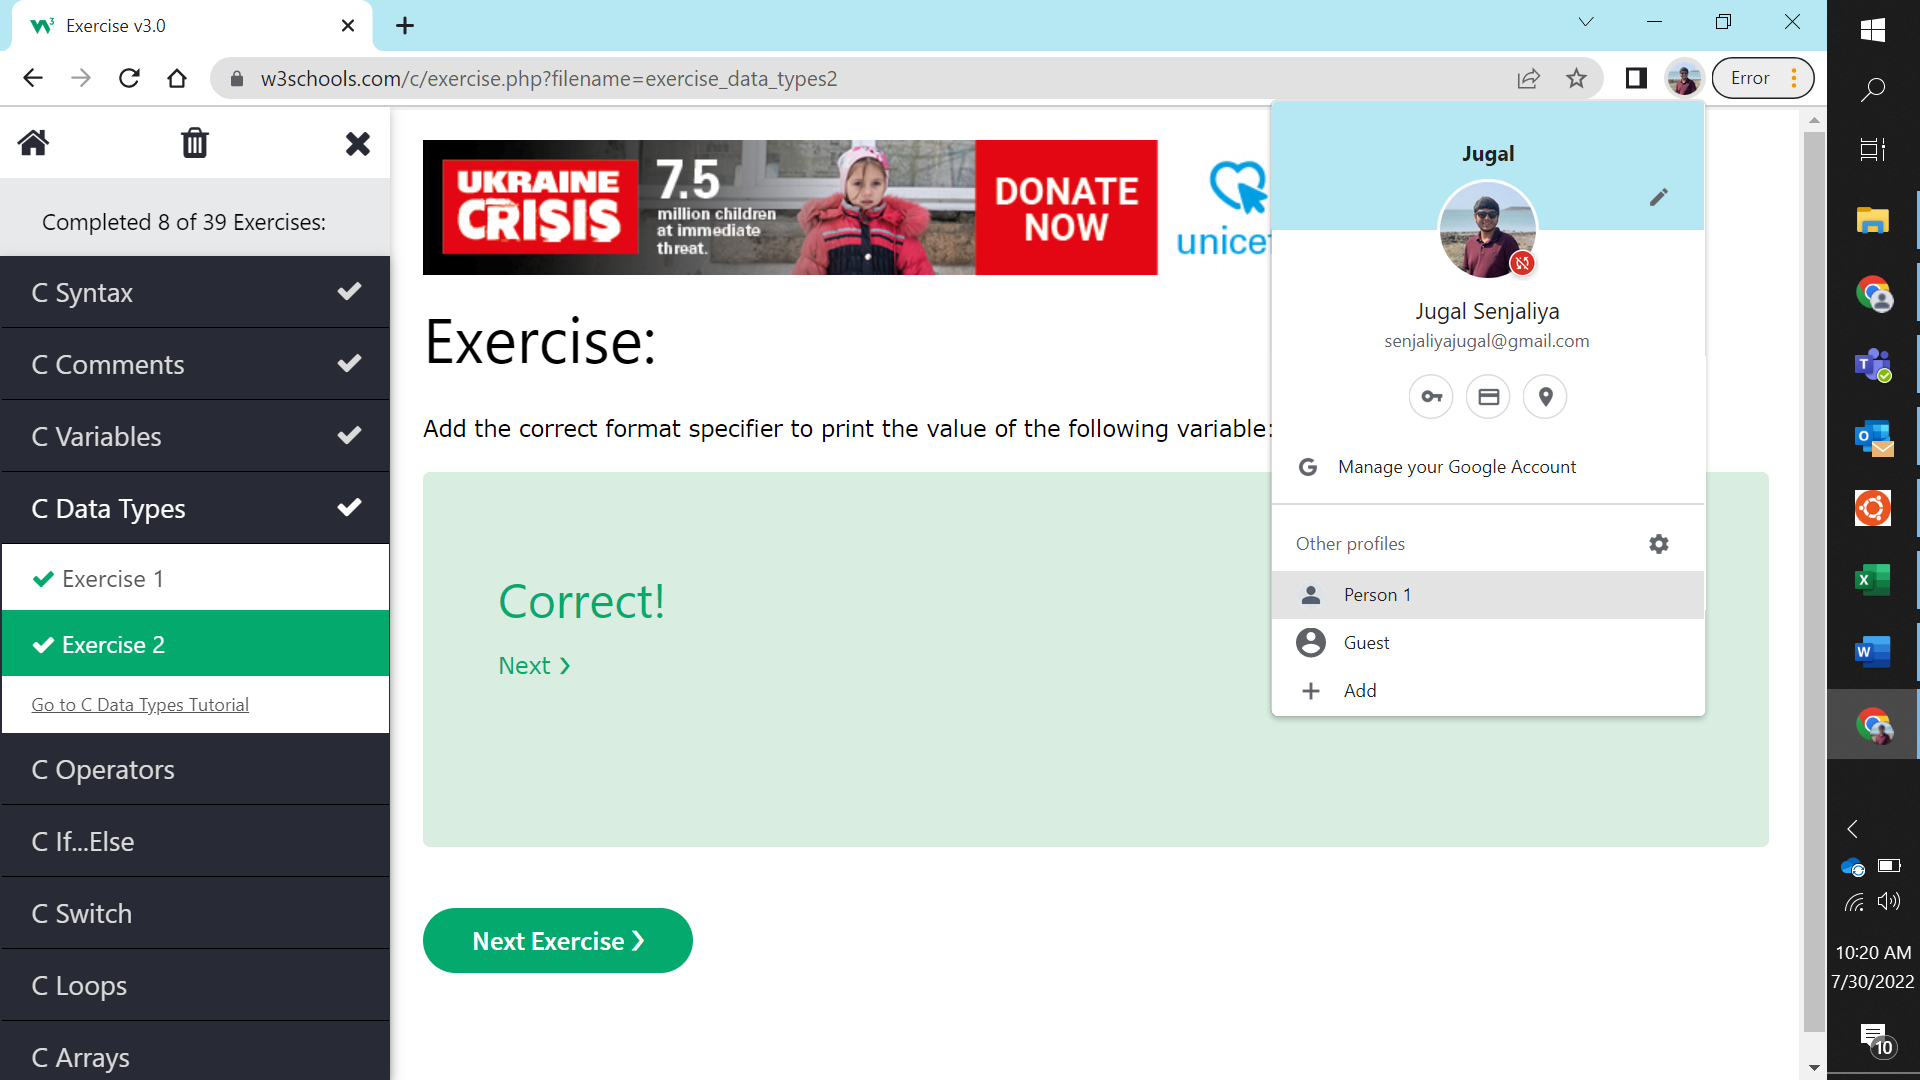 Exercise v3.0
w3schools.com/c/exercise.php?filename=exercise_data_types2
Error
Completed 8 of 39 Exercises:
C Syntax
C Comments
C Variables
C Data Types
Exercise 1
Exercise 2
Go to C Data Types Tutorial
C Operators
C If...Else
C Switch
C Loops
C Arrays
UKRAINE
CRISIS
7.5
million children
at immediate
threat.
DONATE
NOW
unicef
Exercise:
Add the correct format specifier to print the value of the following variable:
Correct!
Next ❯
Next Exercise ❯
Jugal
Jugal Senjaliya
senjaliyajugal@gmail.com
Manage your Google Account
Other profiles
Person 1
Guest
Add
10:20 AM
7/30/2022
10